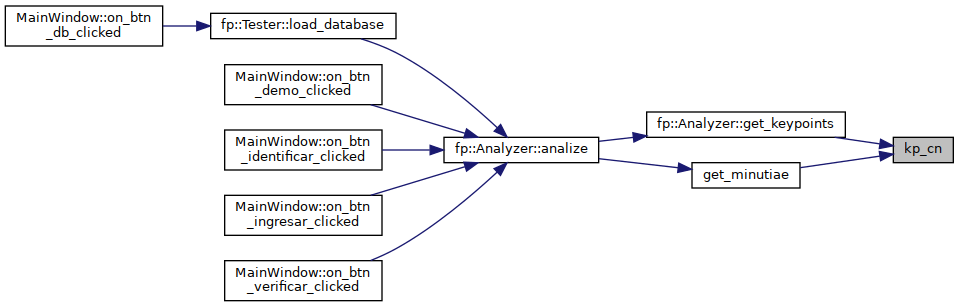 MainWindow::on_btn
_db_clicked
fp::Tester::load_database
MainWindow::on_btn
_demo_clicked
MainWindow::on_btn
_identificar_clicked
MainWindow::on_btn
_ingresar_clicked
MainWindow::on_btn
_verificar_clicked
fp::Analyzer::analize
fp::Analyzer::get_keypoints
get_minutiae
kp_cn